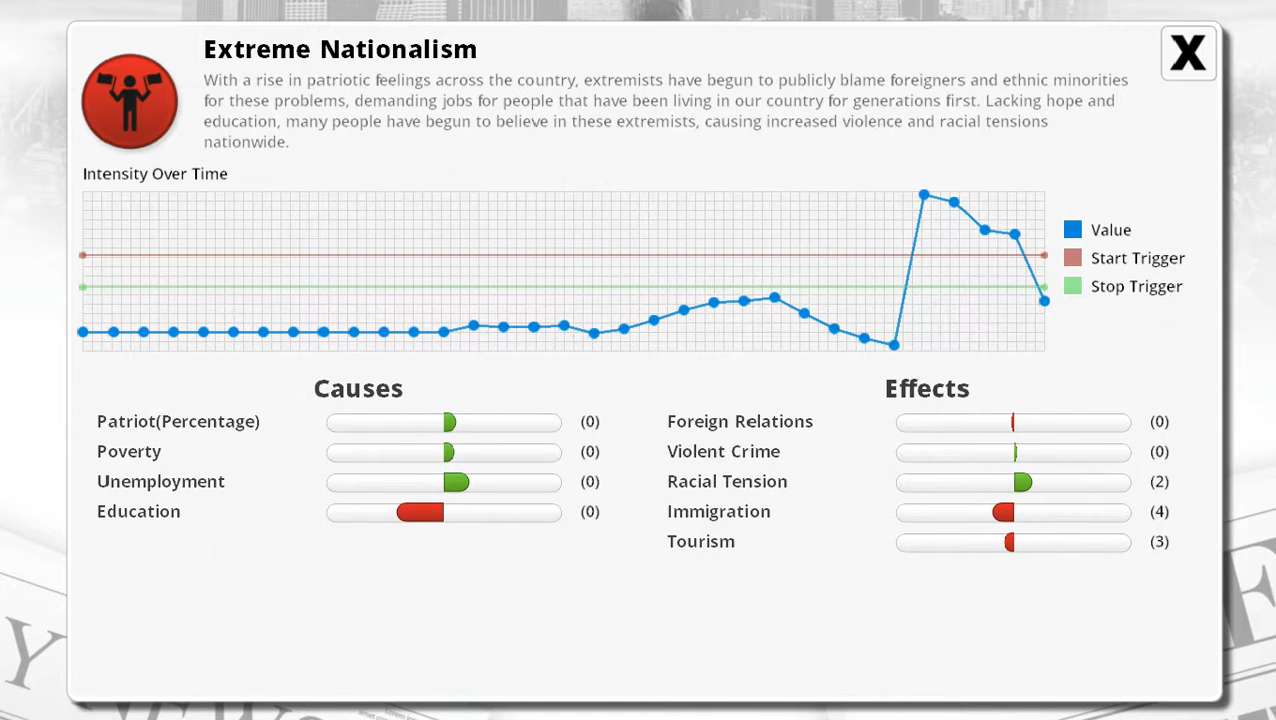 Extreme Nationalism
X
With a rise in patriotic feelings across the country, extremists have begun to publicly blame foreigners and ethnic minorities
for these problems, demanding jobs for people that have been living in our country for generations first. Lacking hope and
education, many people have begun to believe in these extremists, causing increased violence and racial tensions
nationwide.
Intensity Over Time
Value
Start Trigger
Stop Trigger
Causes
Patriot(Percentage) (0)
Poverty (0)
Unemployment (0)
Education (0)
Effects
Foreign Relations (0)
Violent Crime (0)
Racial Tension (2)
Immigration (4)
Tourism (3)